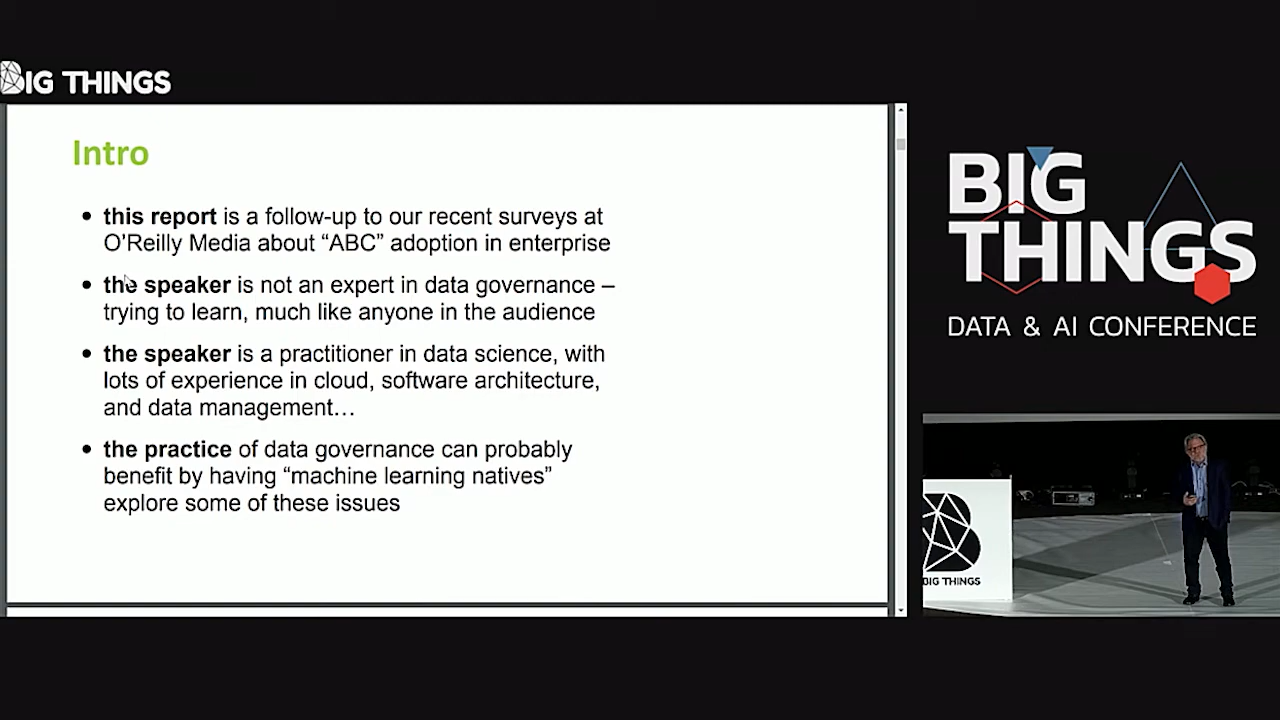 BIG THINGS
Intro
• this report is a follow-up to our recent surveys at
O’Reilly Media about “ABC” adoption in enterprise
• the speaker is not an expert in data governance –
trying to learn, much like anyone in the audience
• the speaker is a practitioner in data science, with
lots of experience in cloud, software architecture,
and data management…
• the practice of data governance can probably
benefit by having “machine learning natives”
explore some of these issues
BIG
THINGS
DATA & AI CONFERENCE
B
BIG THINGS